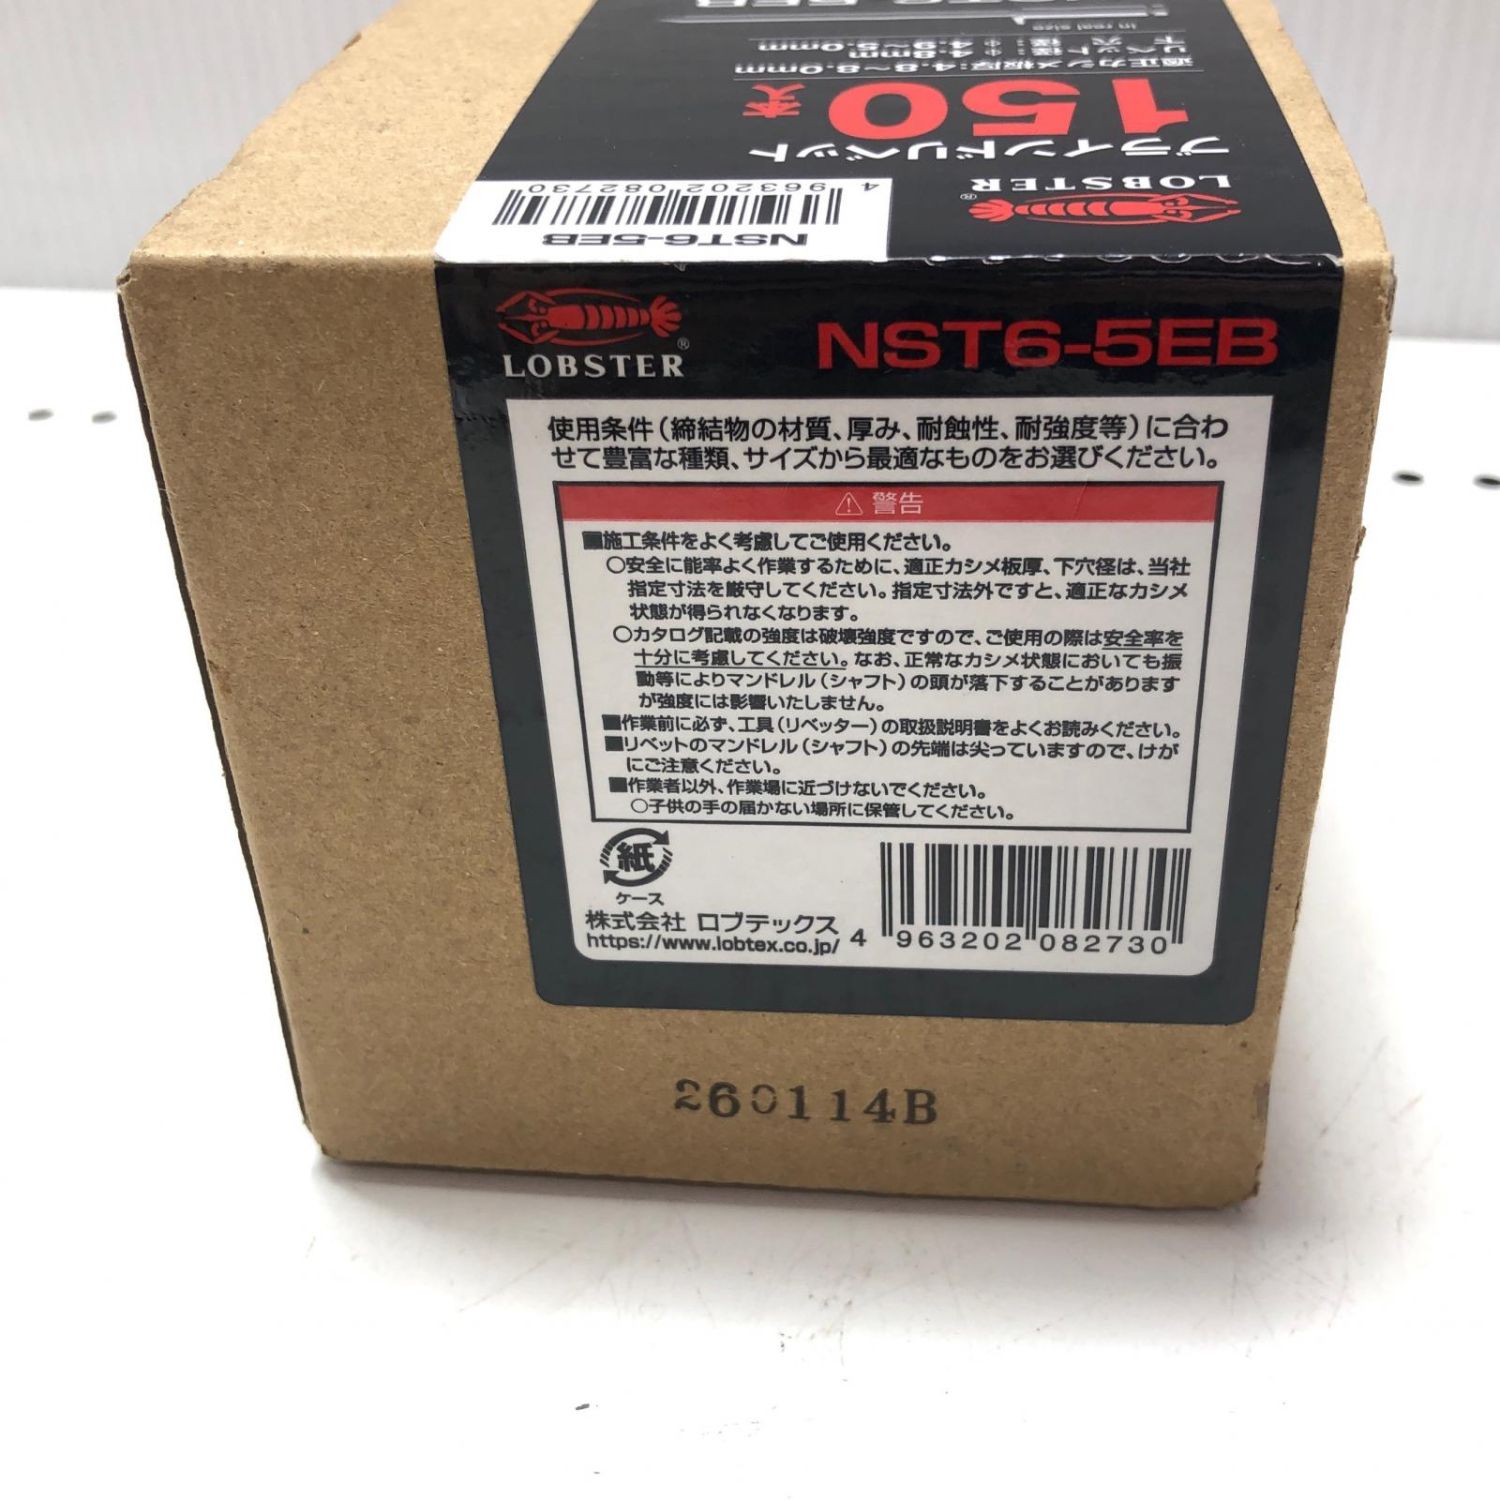 in real size
下穴径:φ4.9~5.0mm
リベット径:φ4.8mm
適正カシメ板厚:4.8~8.0mm
150本入
ブラインドリベット
LOBSTER®
4 963202 082730
NST6-5EB
LOBSTER®
NST6-5EB
使用条件(締結物の材質、厚み、耐蝕性、耐強度等)に合わ
せて豊富な種類、サイズから最適なものをお選びください。
⚠警告
■施工条件をよく考慮してご使用ください。
○安全に能率よく作業するために、適正カシメ板厚、下穴径は、当社
指定寸法を厳守してください。指定寸法外ですと、適正なカシメ
状態が得られなくなります。
○カタログ記載の強度は破壊強度ですので、ご使用の際は安全率を
十分に考慮してください。なお、正常なカシメ状態においても振
動等によりマンドレル(シャフト)の頭が落下することがあります
が強度には影響いたしません。
■作業前に必ず、工具(リベッター)の取扱説明書をよくお読みください。
■リベットのマンドレル(シャフト)の先端は尖っていますので、けが
にご注意ください。
■作業者以外、作業場に近づけないでください。
○子供の手の届かない場所に保管してください。
紙
ケース
株式会社 ロブテックス
https://www.lobtex.co.jp/
4 963202 082730
260114B